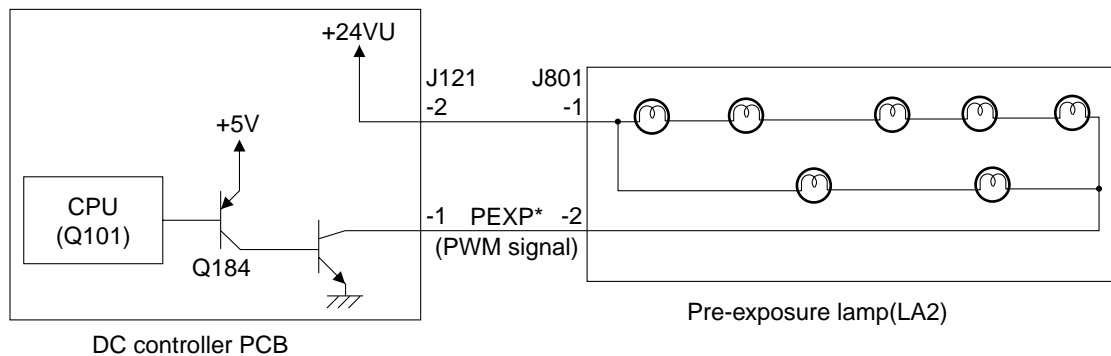 +24VU
J121
J801
-2
-1
+5V
CPU
(Q101)
-1
PEXP*
-2
(PWM signal)
Q184
Pre-exposure lamp(LA2)
DC controller PCB